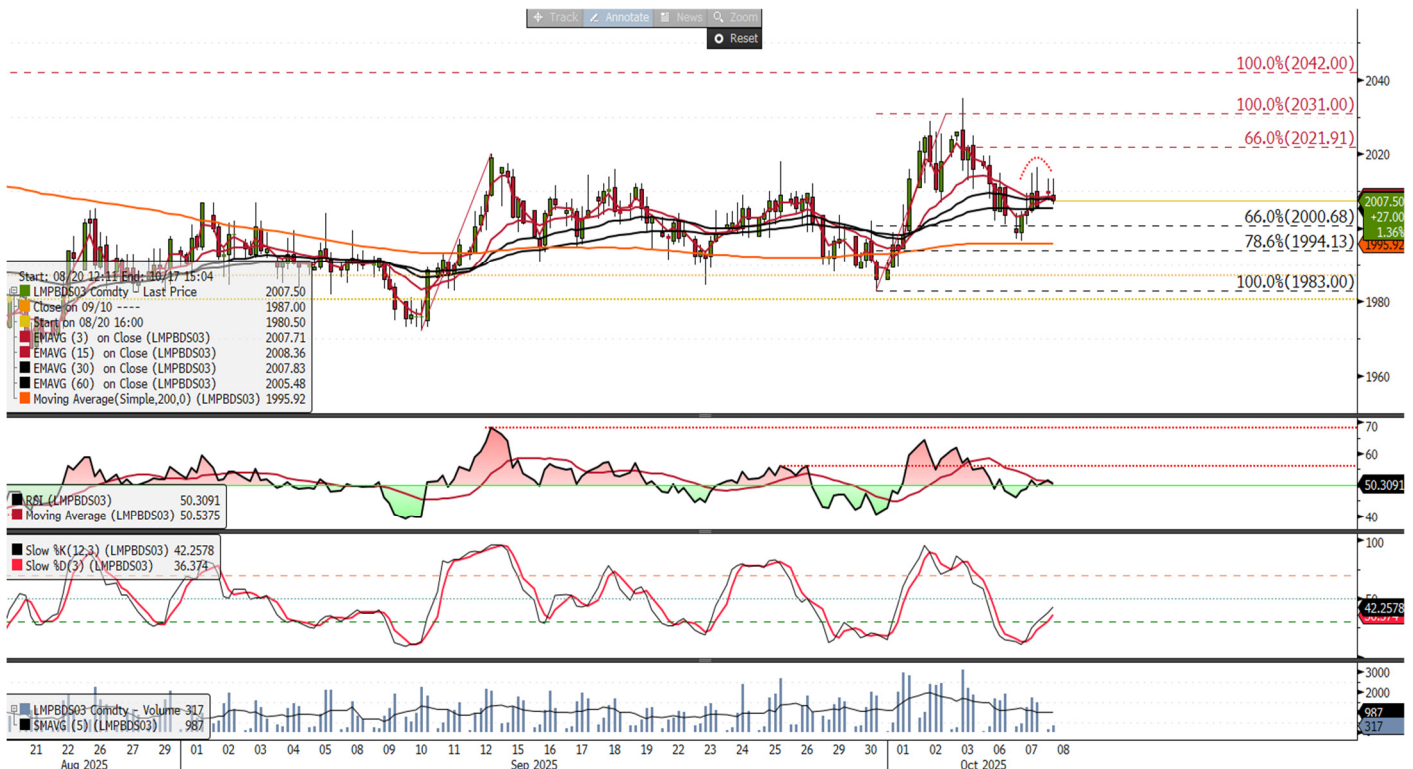 Track Annotate News Zoom
Reset
100.0%(2042.00)
2040
100.0%(2031.00)
66.0%(2021.91)
2020
2007.50
+27.00
1.36%
1995.92
66.0%(2000.68)
78.6%(1994.13)
100.0%(1983.00)
1980
1960
Start: 08/20 12:11 End: 10/17 15:04
LMPBDS03 Comdty - Last Price 2007.50
Close on 09/10 ---- 1987.00
Start on 08/20 16:00 1980.50
EMAVG (3) on Close (LMPBDS03) 2007.71
EMAVG (15) on Close (LMPBDS03) 2008.36
EMAVG (30) on Close (LMPBDS03) 2007.83
EMAVG (60) on Close (LMPBDS03) 2005.48
Moving Average(Simple,200,0) (LMPBDS03) 1995.92
70
60
50.3091
40
RSI (LMPBDS03) 50.3091
Moving Average (LMPBDS03) 50.5375
Slow %K(12,3) (LMPBDS03) 42.2578
Slow %D(3) (LMPBDS03) 36.374
100
50
42.2578
36.374
3000
2000
987
317
LMPBDS03 Comdty - Volume 317
SMAVG (5) (LMPBDS03) 987
21 22 26 27 28 29 01 02 03 04 05 08 09 10 11 12 15 16 17 18 19 22 23 24 25 26 29 30 01 02 03 06 07 08
Aug 2025 Sep 2025 Oct 2025